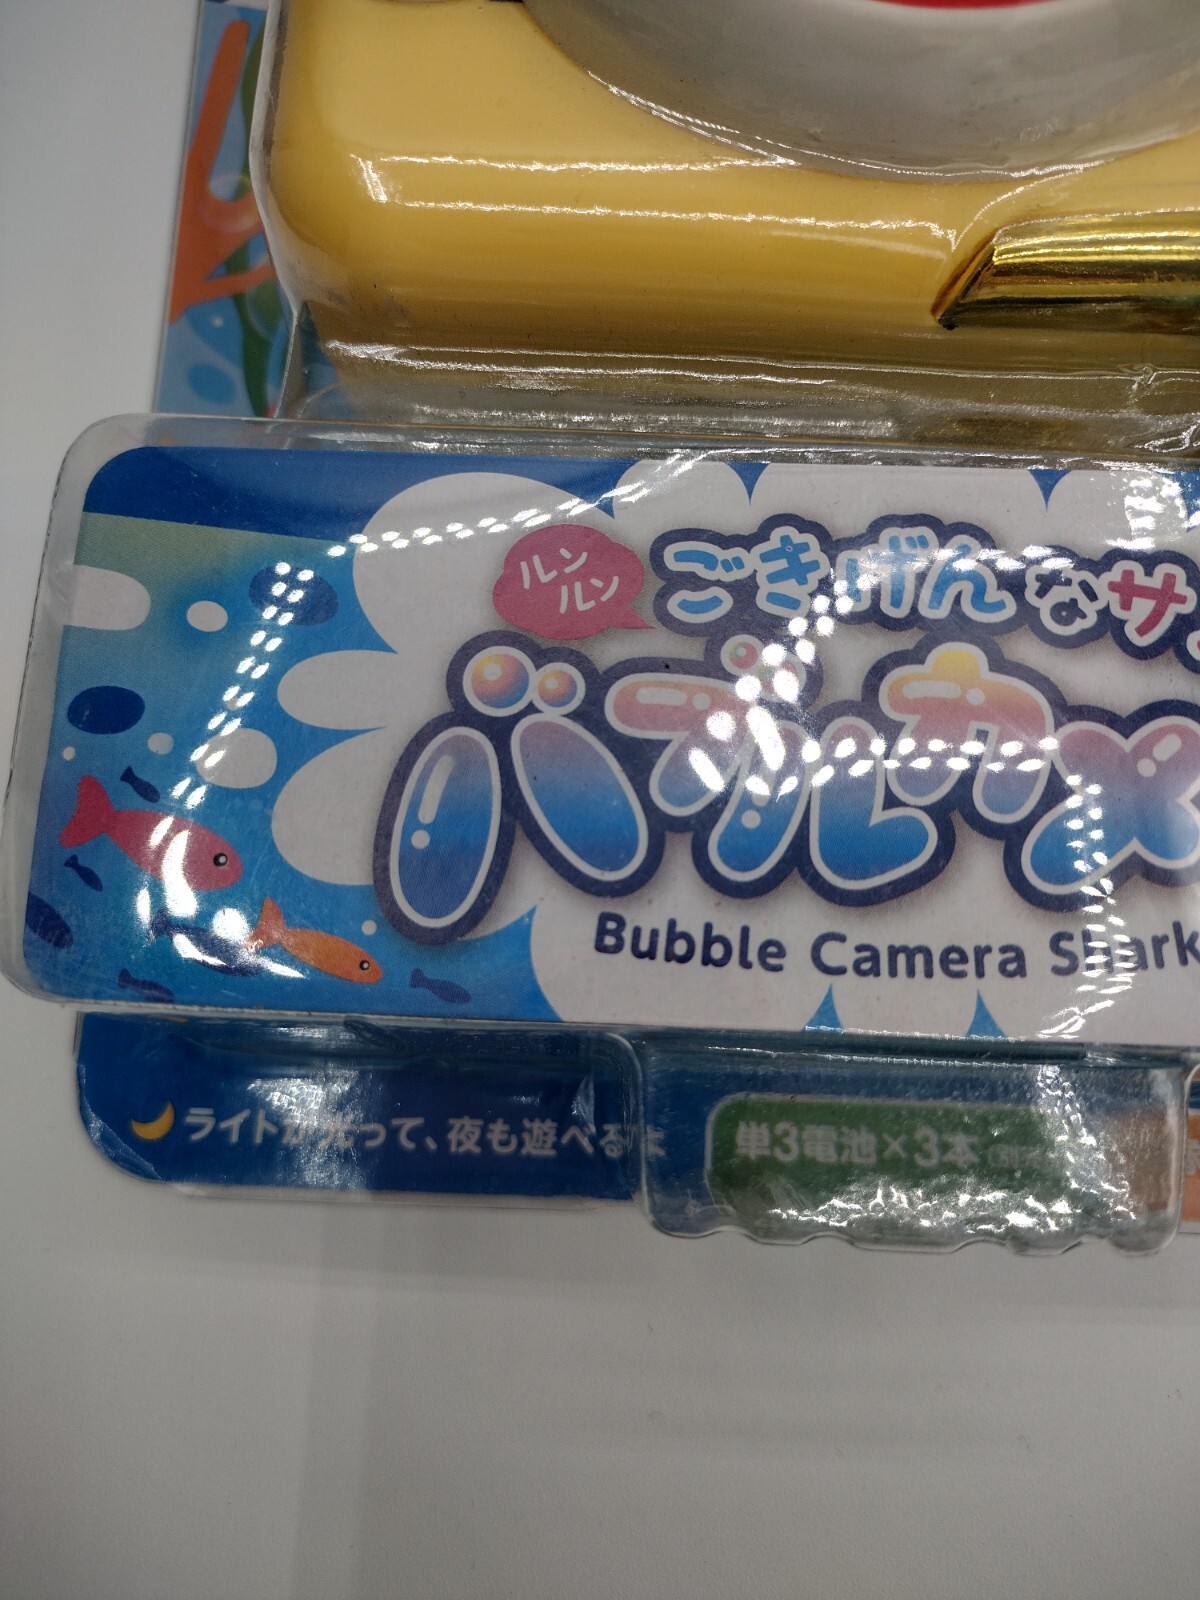 ルン
ルン
ごきげんなサ
バブルカメ
Bubble Camera Shark
ライトが光って、夜も遊べるよ
単3電池×3本